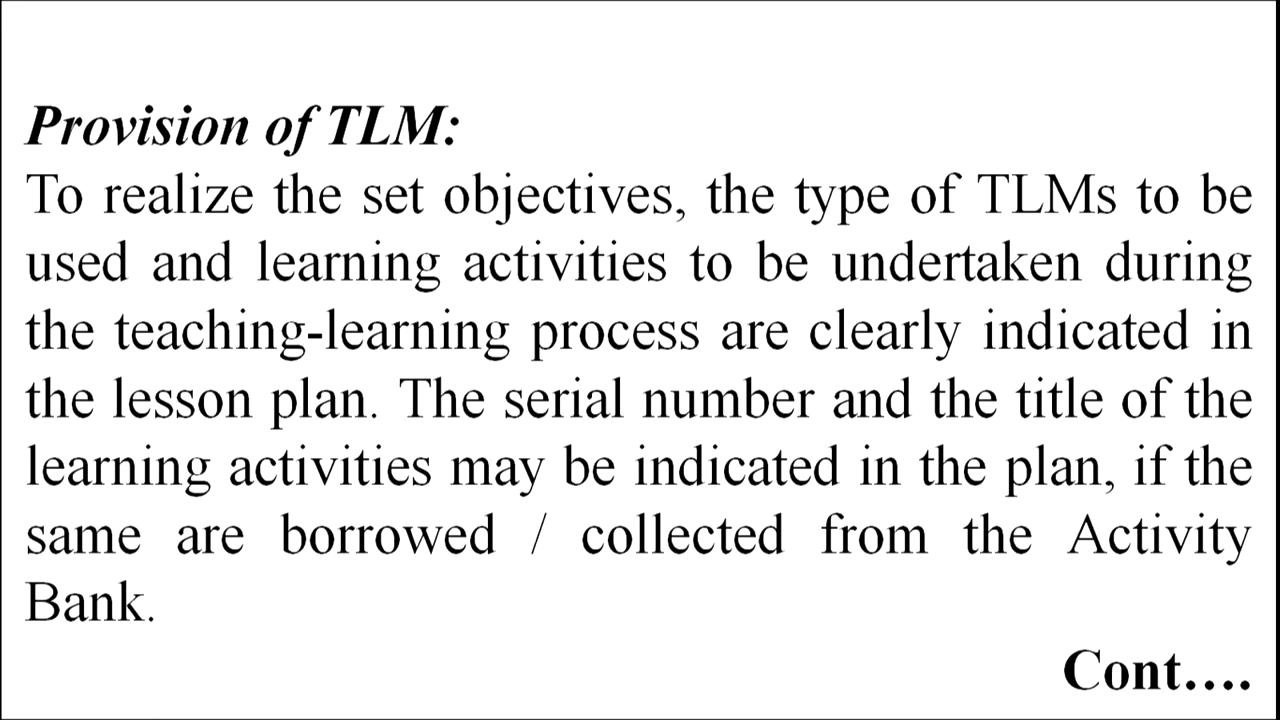 Provision of TLM:
To realize the set objectives, the type of TLMs to be
used and learning activities to be undertaken during
the teaching-learning process are clearly indicated in
the lesson plan. The serial number and the title of the
learning activities may be indicated in the plan, if the
same are borrowed / collected from the Activity
Bank.
Cont....